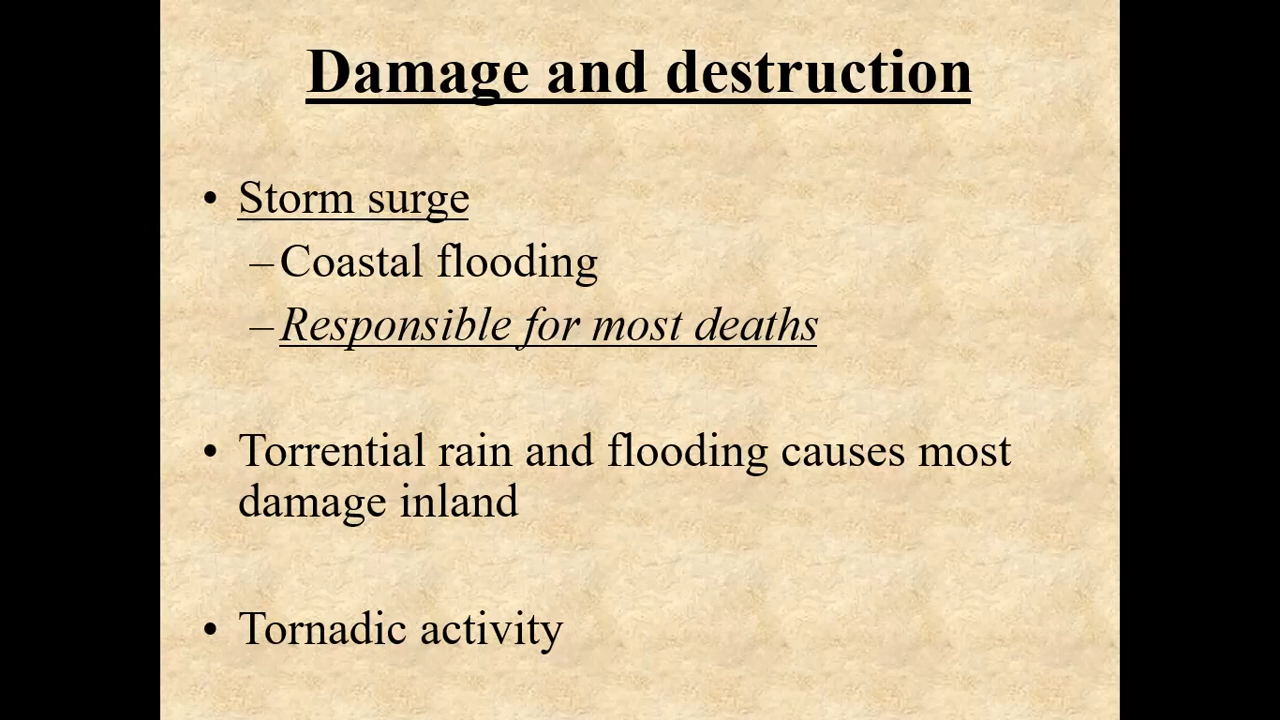 Damage and destruction
• Storm surge
–Coastal flooding
–Responsible for most deaths
• Torrential rain and flooding causes most
damage inland
• Tornadic activity